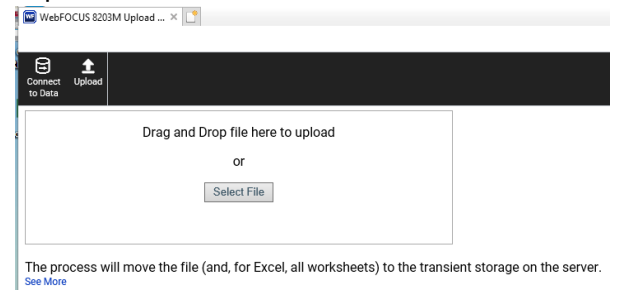 WF WebFOCUS 8203M Upload ...
Connect
to Data
Upload
Drag and Drop file here to upload
or
Select File
The process will move the file (and, for Excel, all worksheets) to the transient storage on the server.
See More